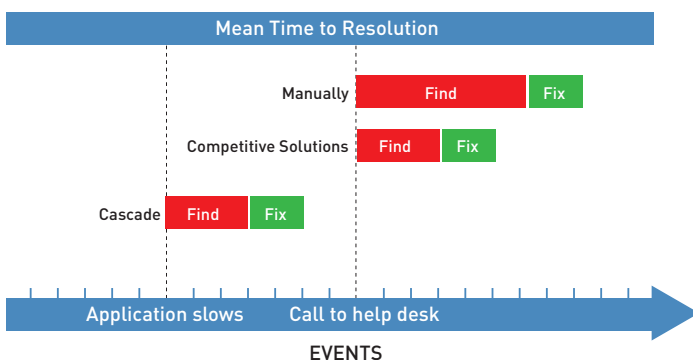 Mean Time to Resolution
Manually Find Fix
Competitive Solutions Find Fix
Cascade Find Fix
Application slows Call to help desk
EVENTS